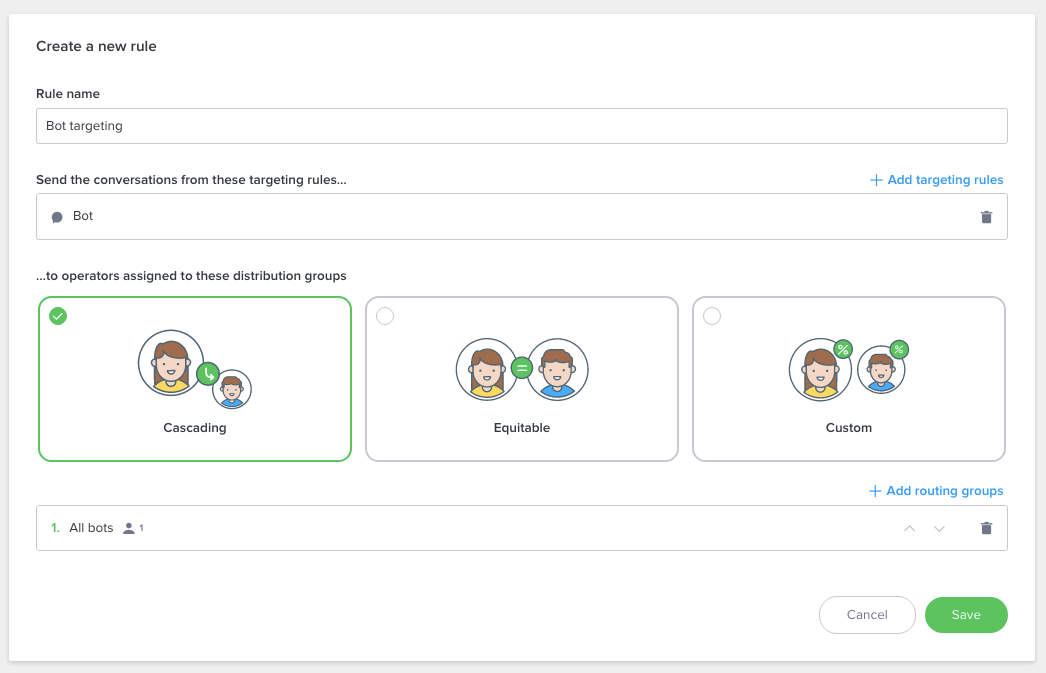 Create a new rule
Rule name
Bot targeting
Send the conversations from these targeting rules...
+ Add targeting rules
Bot
...to operators assigned to these distribution groups
=
%
%
Cascading
Equitable
Custom
+ Add routing groups
1. All bots 1
Cancel
Save